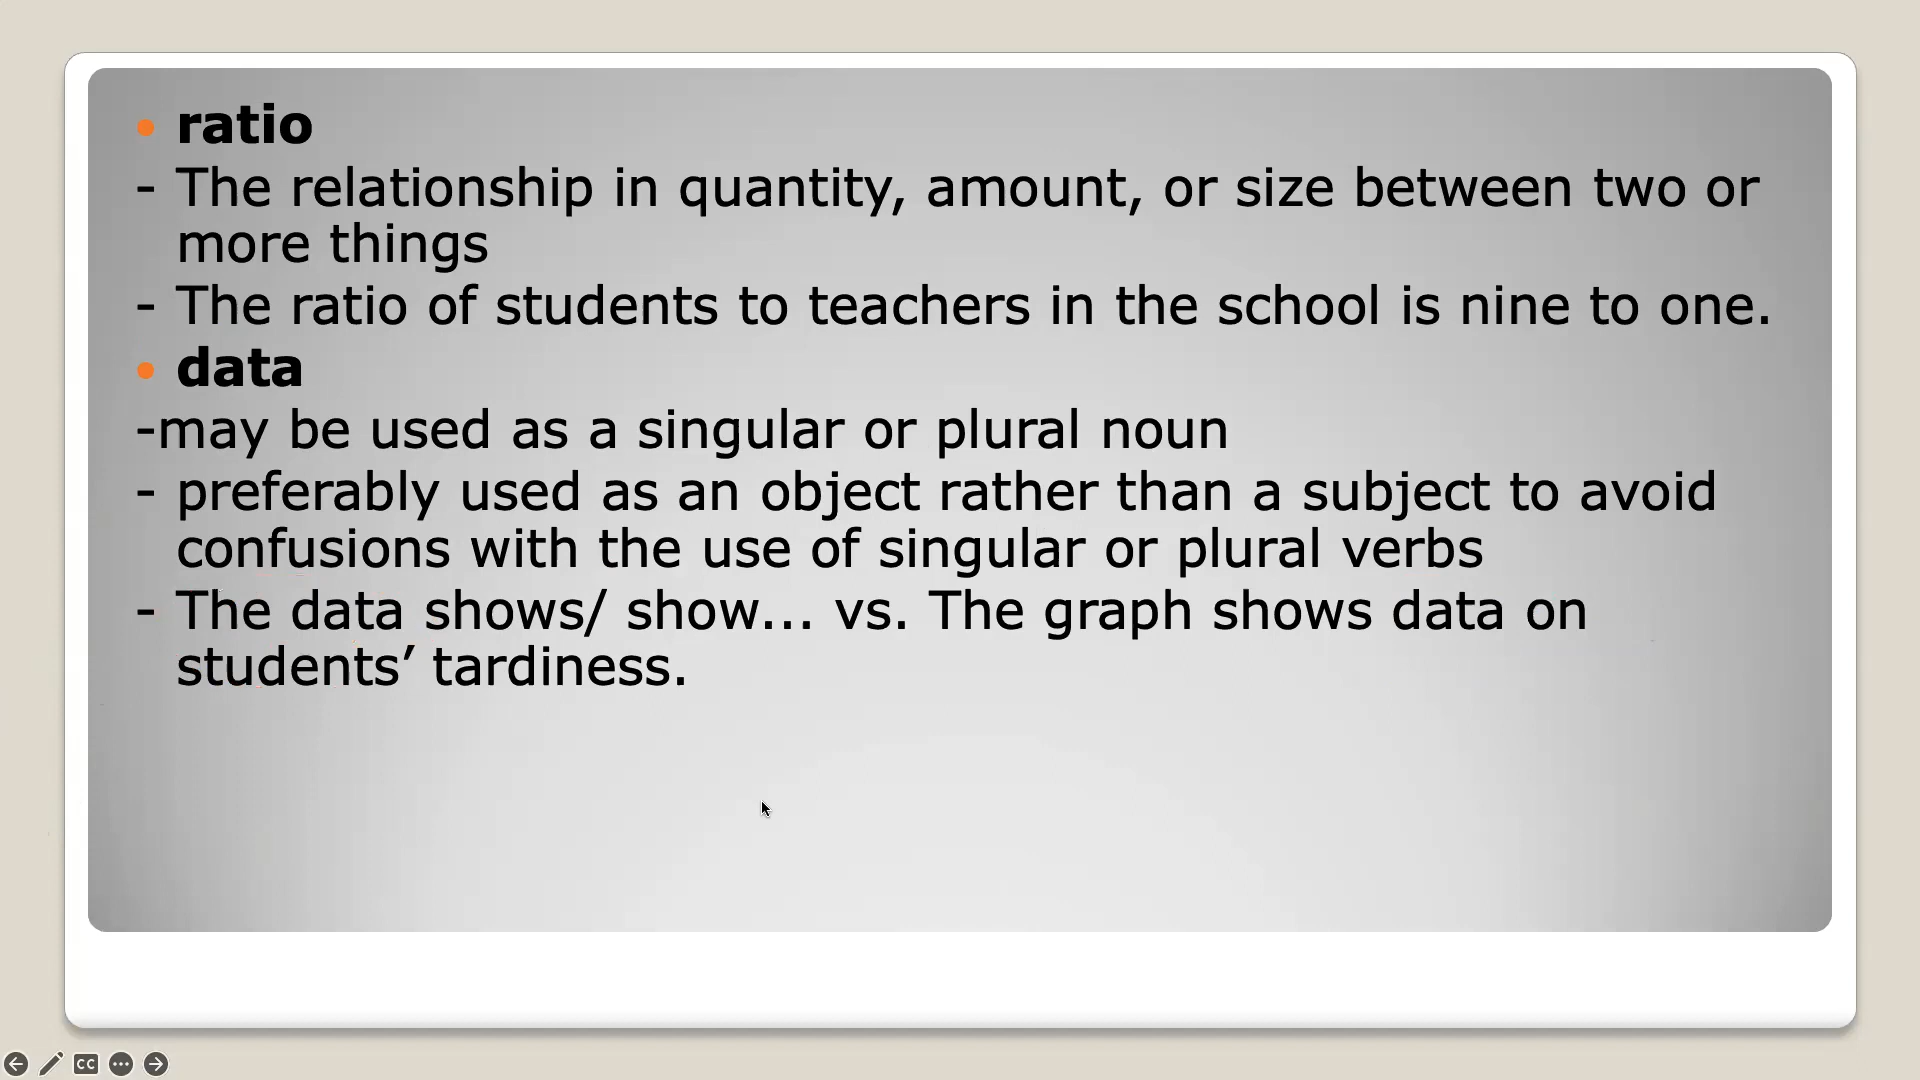 • ratio
- The relationship in quantity, amount, or size between two or
more things
- The ratio of students to teachers in the school is nine to one.
• data
-may be used as a singular or plural noun
- preferably used as an object rather than a subject to avoid
confusions with the use of singular or plural verbs
- The data shows/ show... vs. The graph shows data on
students’ tardiness.
CC